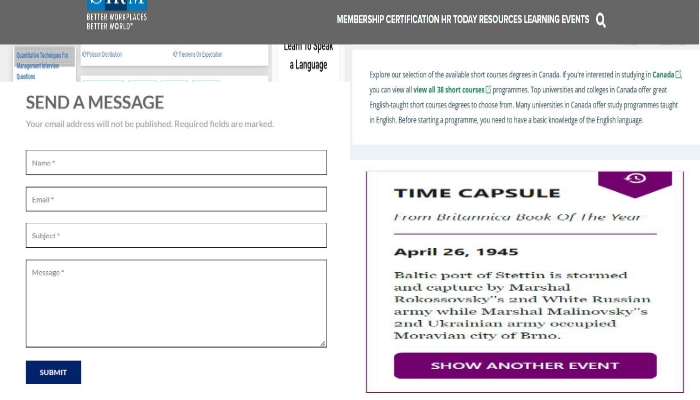 SHRM
BETTER WORKPLACES
BETTER WORLD™
MEMBERSHIP CERTIFICATION HR TODAY RESOURCES LEARNING EVENTS
Quantitative Techniques For
Management Interview
Questions
Poisson Distribution
Theorems On Expectation
Learn To Speak
a Language
SEND A MESSAGE
Your email address will not be published. Required fields are marked.
Name *
Email *
Subject *
Message *
SUBMIT
Explore our selection of the available short courses degrees in Canada. If you're interested in studying in Canada,
you can view all view all 38 short courses programmes. Top universities and colleges in Canada offer great
English-taught short courses degrees to choose from. Many universities in Canada offer study programmes taught
in English. Before starting a programme, you need to have a basic knowledge of the English language.
TIME CAPSULE
From Britannica Book Of The Year
April 26, 1945
Baltic port of Stettin is stormed
and capture by Marshal
Rokossovsky''s 2nd White Russian
army while Marshal Malinovsky''s
2nd Ukrainian army occupied
Moravian city of Brno.
SHOW ANOTHER EVENT